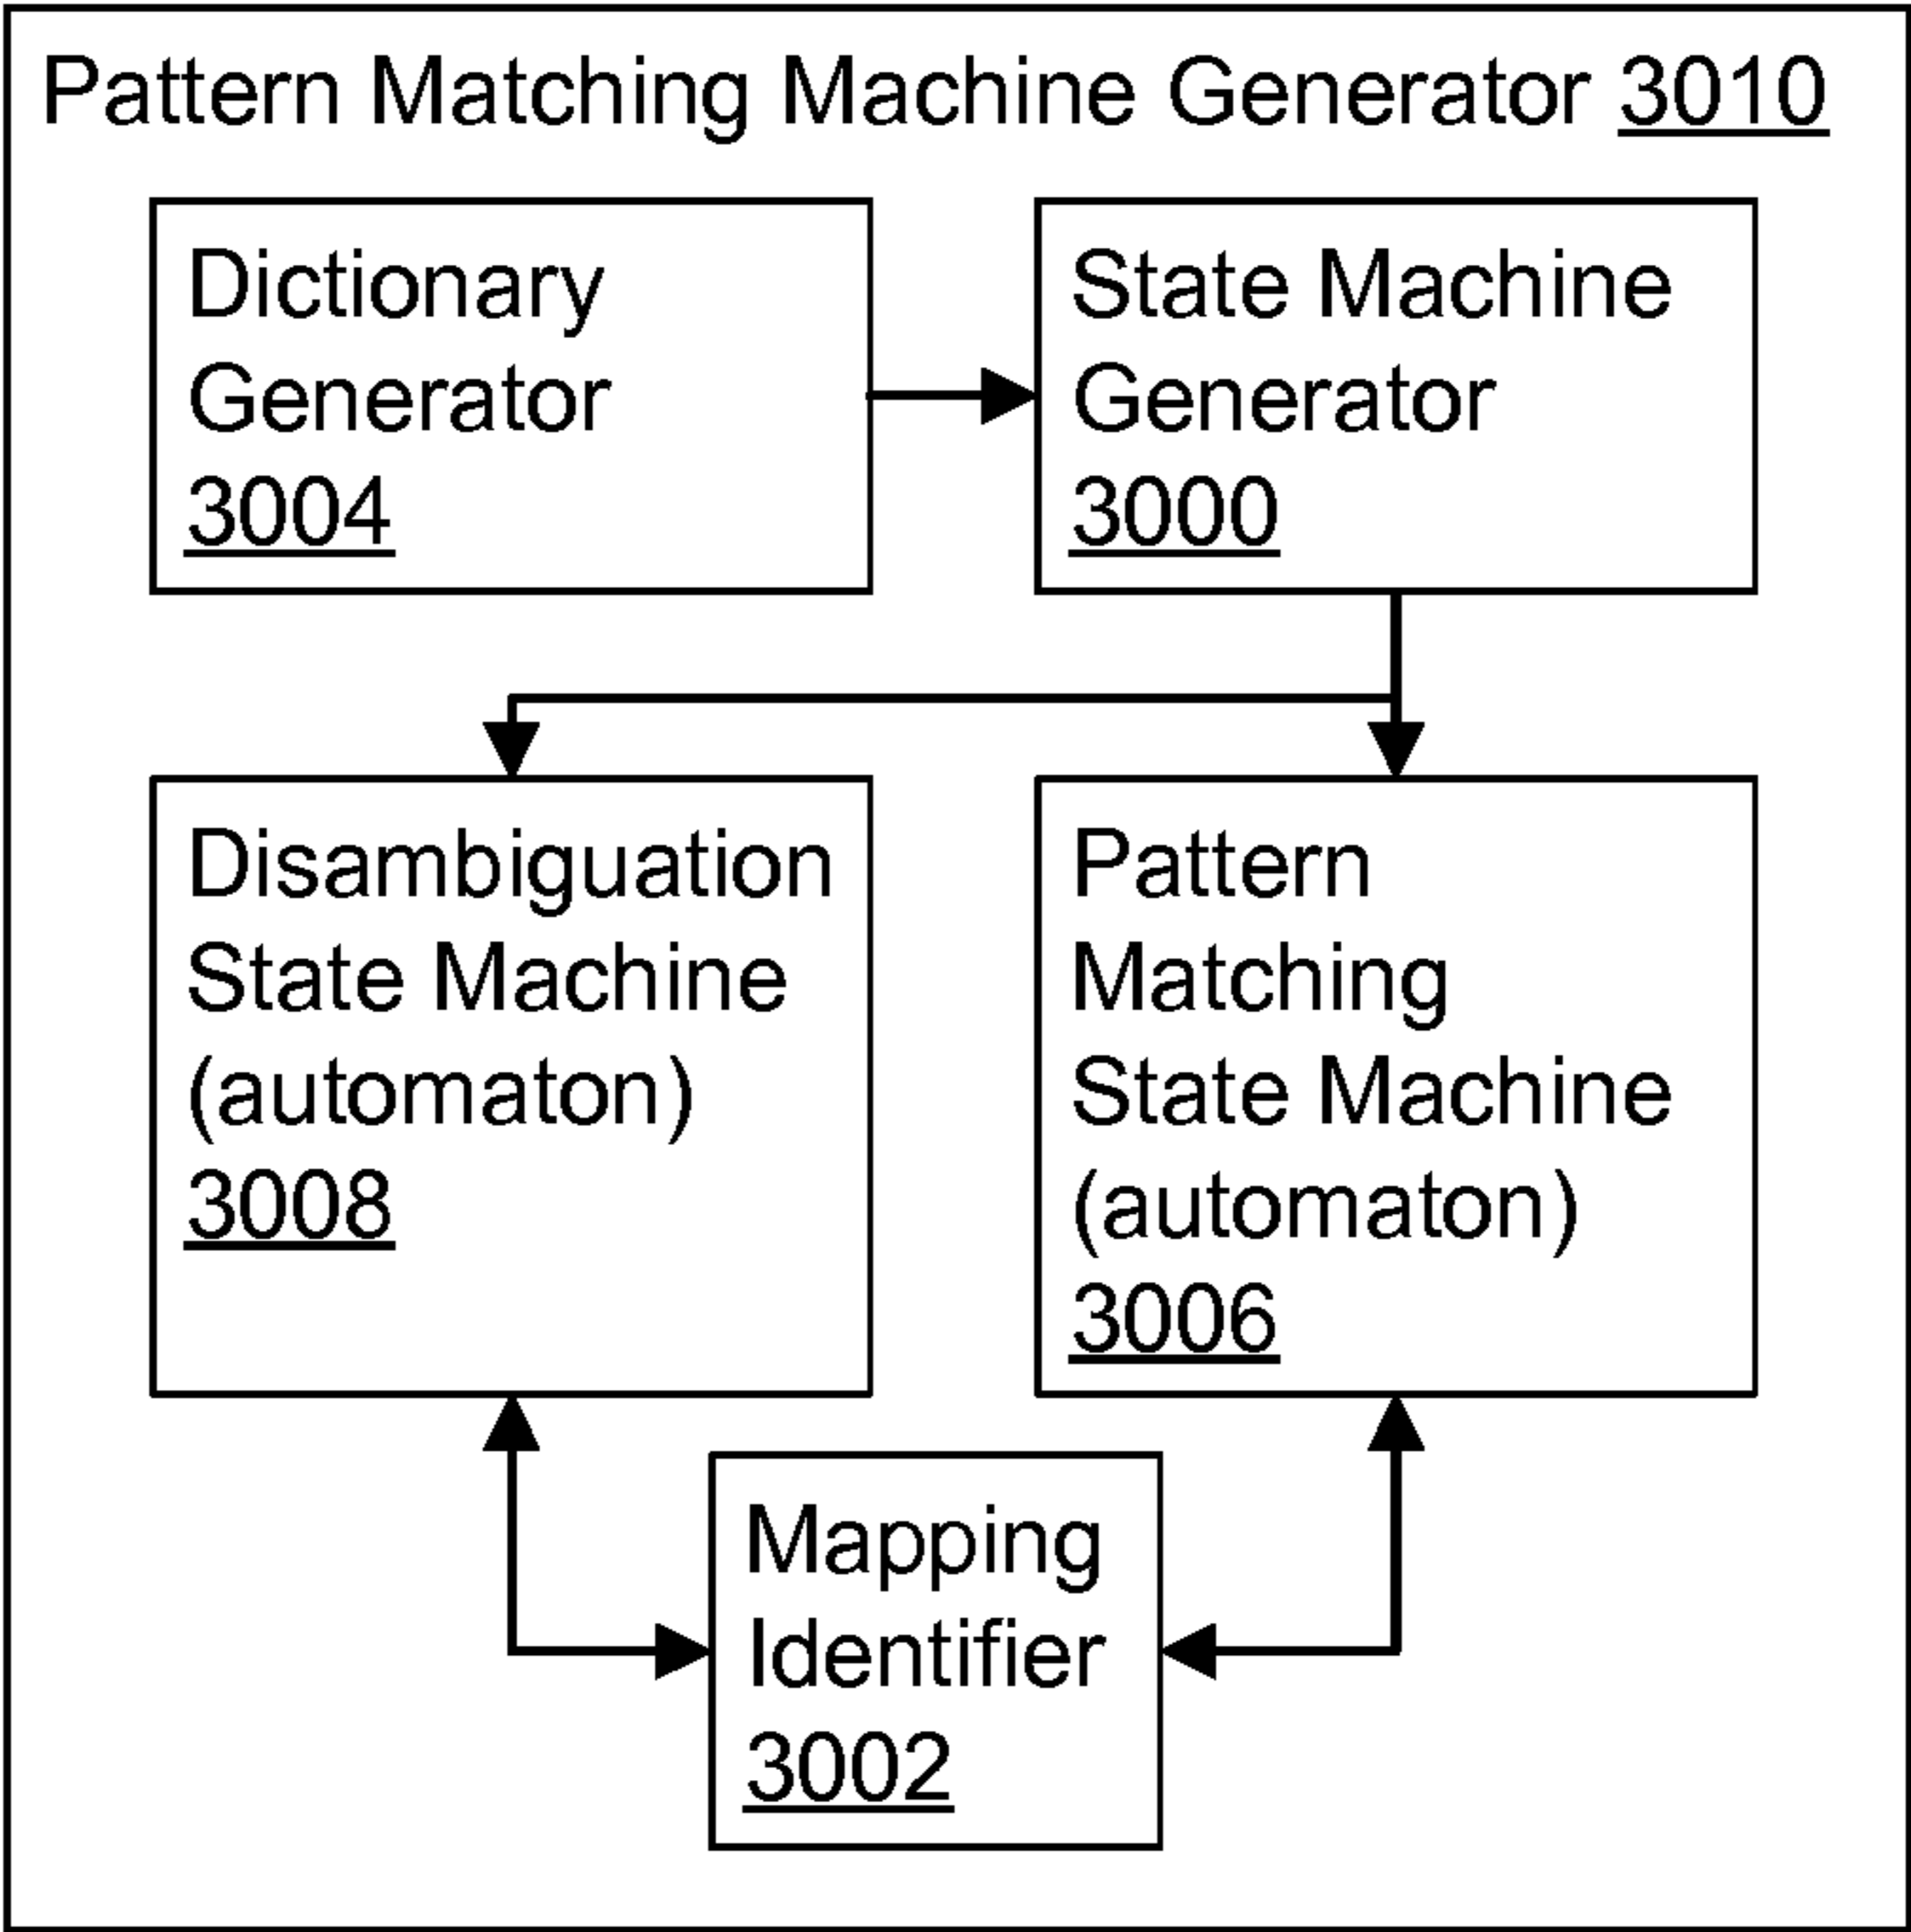 Pattern Matching Machine Generator 3010
Dictionary
Generator
3004
State Machine
Generator
3000
Disambiguation
State Machine
(automaton)
3008
Pattern
Matching
State Machine
(automaton)
3006
Mapping
Identifier
3002